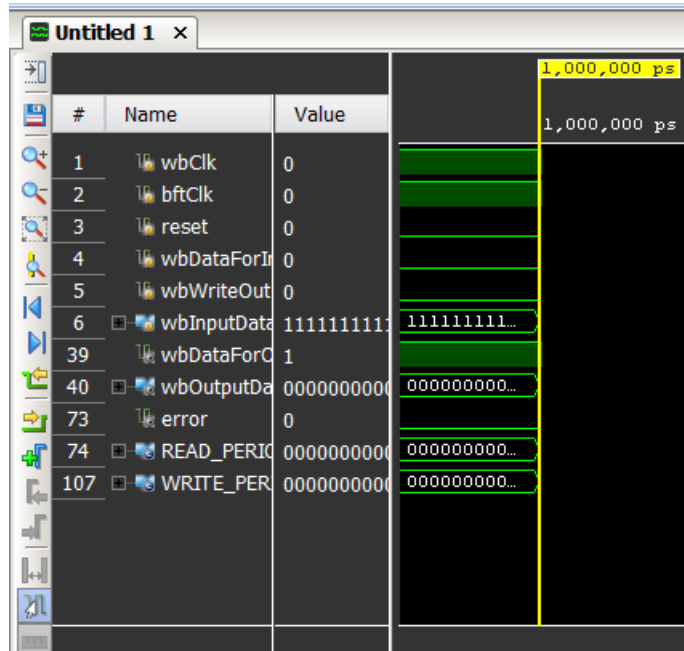 Untitled 1 ×
1,000,000 ps
# Name Value 1,000,000 ps
1 wbClk 0
2 bftClk 0
3 reset 0
4 wbDataForI 0
5 wbWriteOut 0
6 wbInputData 1111111111 111111111...
39 wbDataForO 1
40 wbOutputDa 0000000000 000000000...
73 error 0
74 READ_PERIO 0000000000 000000000...
107 WRITE_PER 0000000000 000000000...